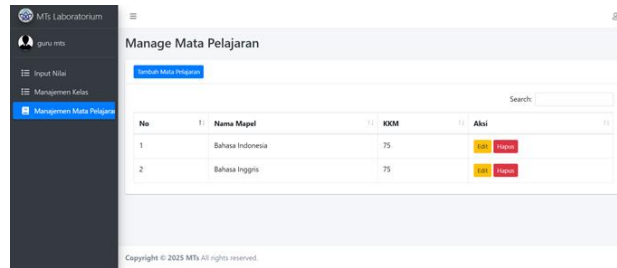 MTs Laboratorium
guru mts
Input Nilai
Manajemen Kelas
Manajemen Mata Pelajaran
Manage Mata Pelajaran
Tambah Mata Pelajaran
Search:
No Nama Mapel KKM Aksi
1 Bahasa Indonesia 75 Edit Hapus
2 Bahasa Inggris 75 Edit Hapus
Copyright © 2025 MTs All rights reserved.